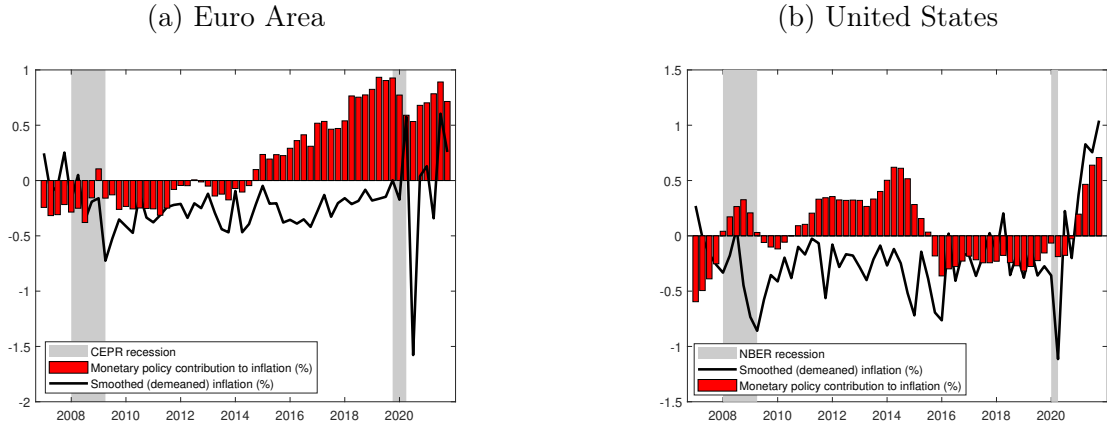 (a) Euro Area
1
0.5
0
-0.5
-1
-1.5
-2
CEPR recession
Monetary policy contribution to inflation (%)
Smoothed (demeaned) inflation (%)
2008 2010 2012 2014 2016 2018 2020
(b) United States
1.5
1
0.5
0
-0.5
-1
-1.5
NBER recession
Smoothed (demeaned) inflation (%)
Monetary policy contribution to inflation (%)
2008 2010 2012 2014 2016 2018 2020